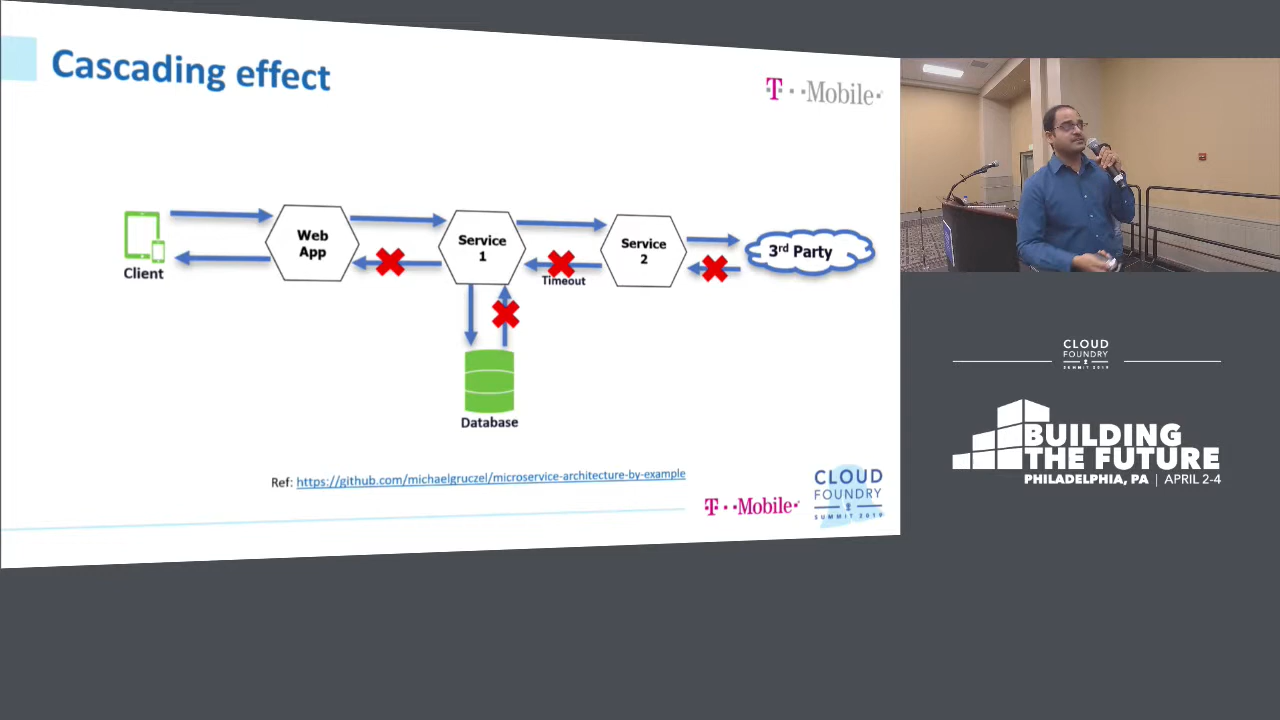 Cascading effect
T··Mobile·
Client
Web
App
Service
1
Service
2
3rd Party
Timeout
Database
Ref: https://github.com/michaelgruczel/microservice-architecture-by-example
T··Mobile·
CLOUD
FOUNDRY
SUMMIT 2019
CLOUD
FOUNDRY
SUMMIT 2019
BUILDING
THE FUTURE
PHILADELPHIA, PA | APRIL 2-4